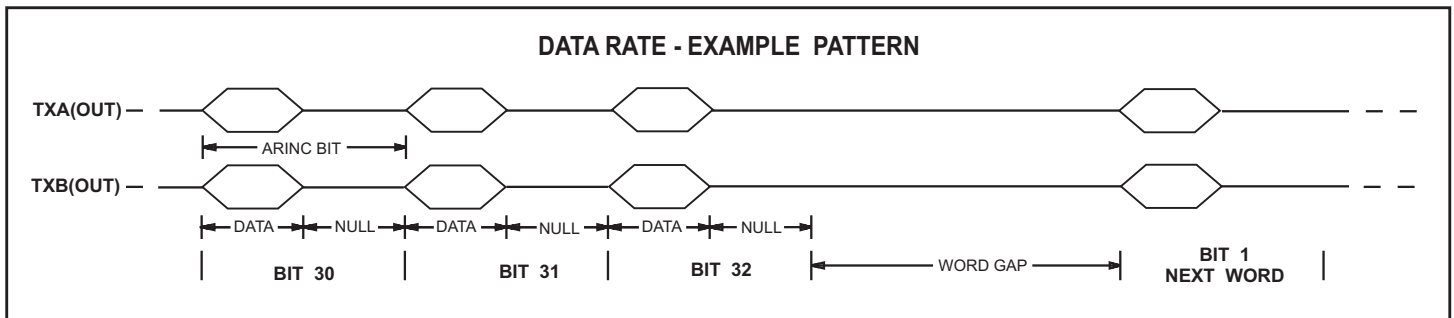 DATA RATE - EXAMPLE PATTERN
TXA(OUT)
ARINC BIT
TXB(OUT)
DATA NULL DATA NULL DATA NULL
BIT 30 BIT 31 BIT 32 WORD GAP BIT 1
NEXT WORD